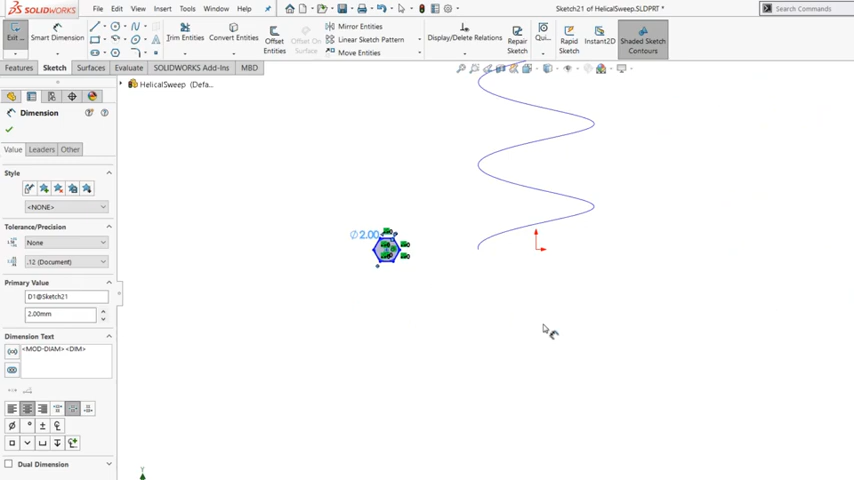 SOLIDWORKS
File Edit View Insert Tools Window Help
Sketch21 of HelicalSweep.SLDPRT *
Search Commands
Exit ...
Smart Dimension
Trim Entities
Convert Entities
Offset Entities
Offset On Surface
Mirror Entities
Linear Sketch Pattern
Move Entities
Display/Delete Relations
Repair Sketch
Qui...
Rapid Sketch
Instant2D
Shaded Sketch Contours
Features Sketch Surfaces Evaluate SOLIDWORKS Add-Ins MBD
HelicalSweep (Defa...
Dimension
Value Leaders Other
Style
<NONE>
Tolerance/Precision
None
.12 (Document)
Primary Value
D1@Sketch21
2.00mm
Dimension Text
<MOD-DIAM><DIM>
Dual Dimension
∅2.00
Y